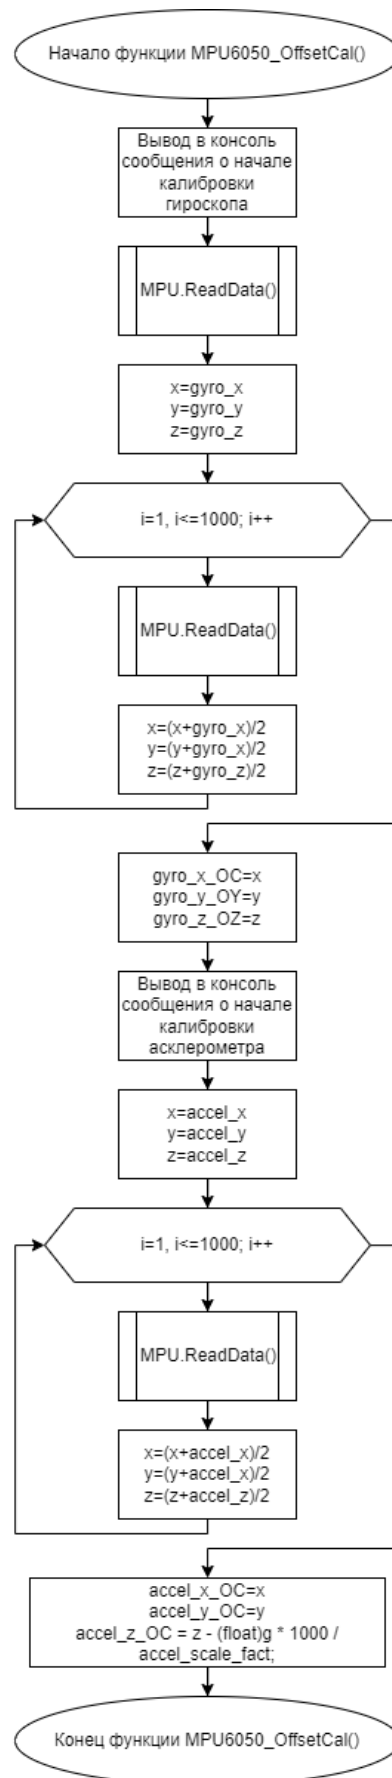 Начало функции MPU6050_OffsetCal()
Вывод в консоль
сообщения о начале
калибровки
гироскопа
MPU.ReadData()
x=gyro_x
y=gyro_y
z=gyro_z
i=1, i<=1000; i++
MPU.ReadData()
x=(x+gyro_x)/2
y=(y+gyro_x)/2
z=(z+gyro_z)/2
gyro_x_OC=x
gyro_y_OY=y
gyro_z_OZ=z
Вывод в консоль
сообщения о начале
калибровки
асклерометра
x=accel_x
y=accel_y
z=accel_z
i=1, i<=1000; i++
MPU.ReadData()
x=(x+accel_x)/2
y=(y+accel_x)/2
z=(z+accel_z)/2
accel_x_OC=x
accel_y_OC=y
accel_z_OC = z - (float)g * 1000 /
accel_scale_fact;
Конец функции MPU6050_OffsetCal()